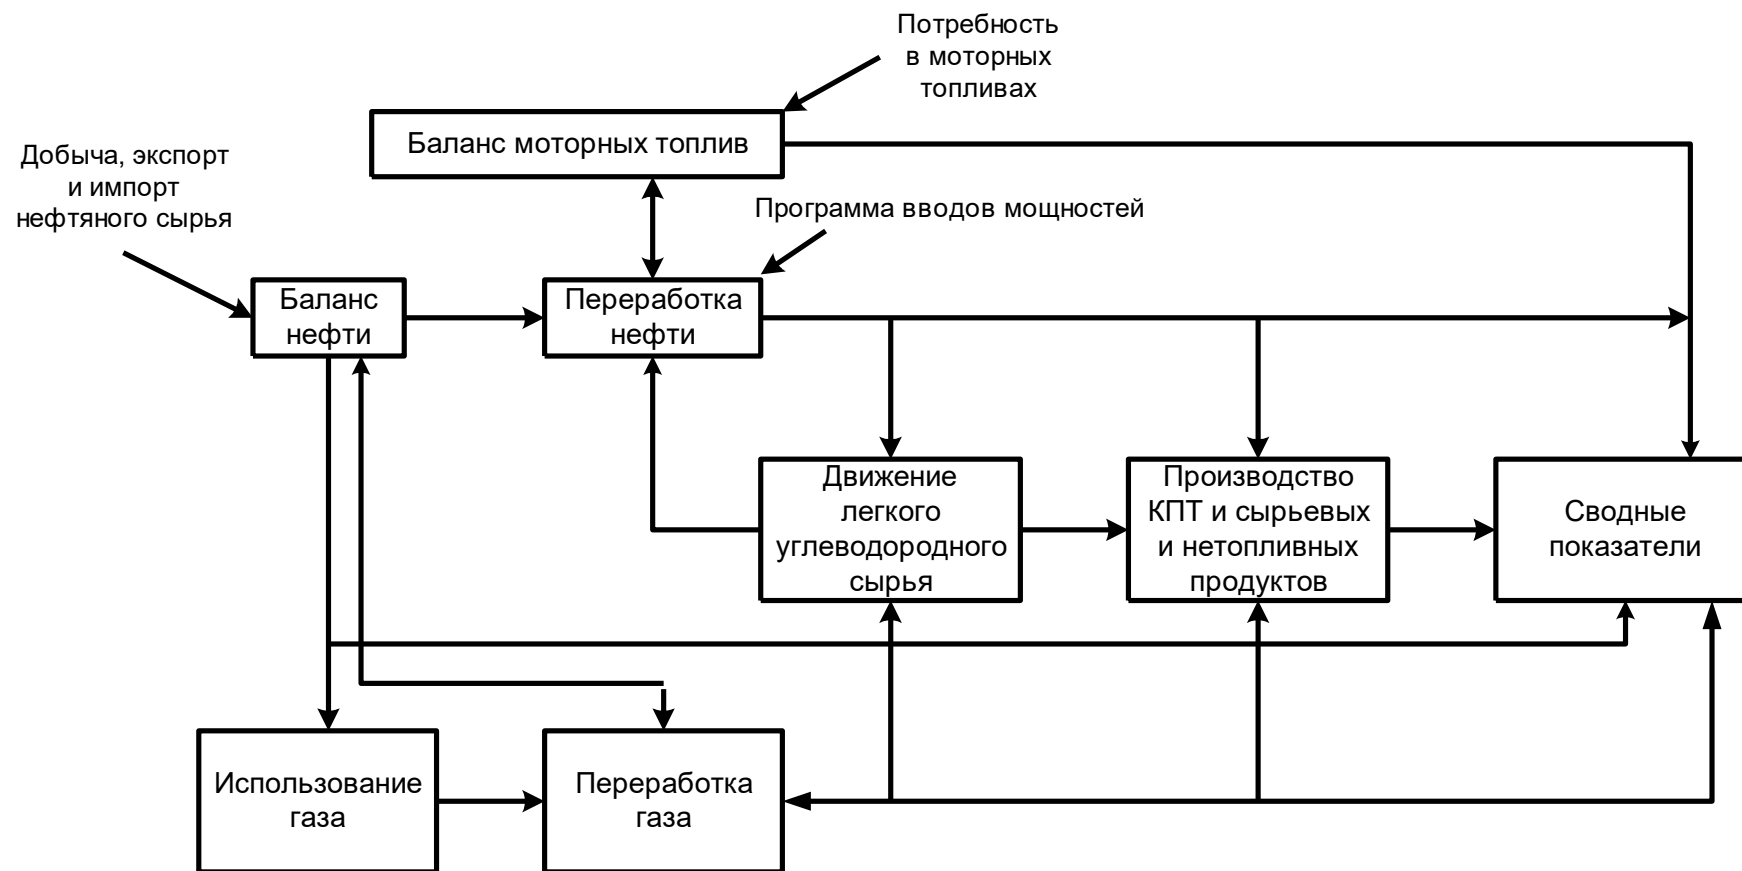 Потребность
в моторных
топливах
Баланс моторных топлив
Добыча, экспорт
и импорт
нефтяного сырья
Программа вводов мощностей
Баланс
нефти
Переработка
нефти
Движение
легкого
углеводородного
сырья
Производство
КПТ и сырьевых
и нетопливных
продуктов
Сводные
показатели
Использование
газа
Переработка
газа